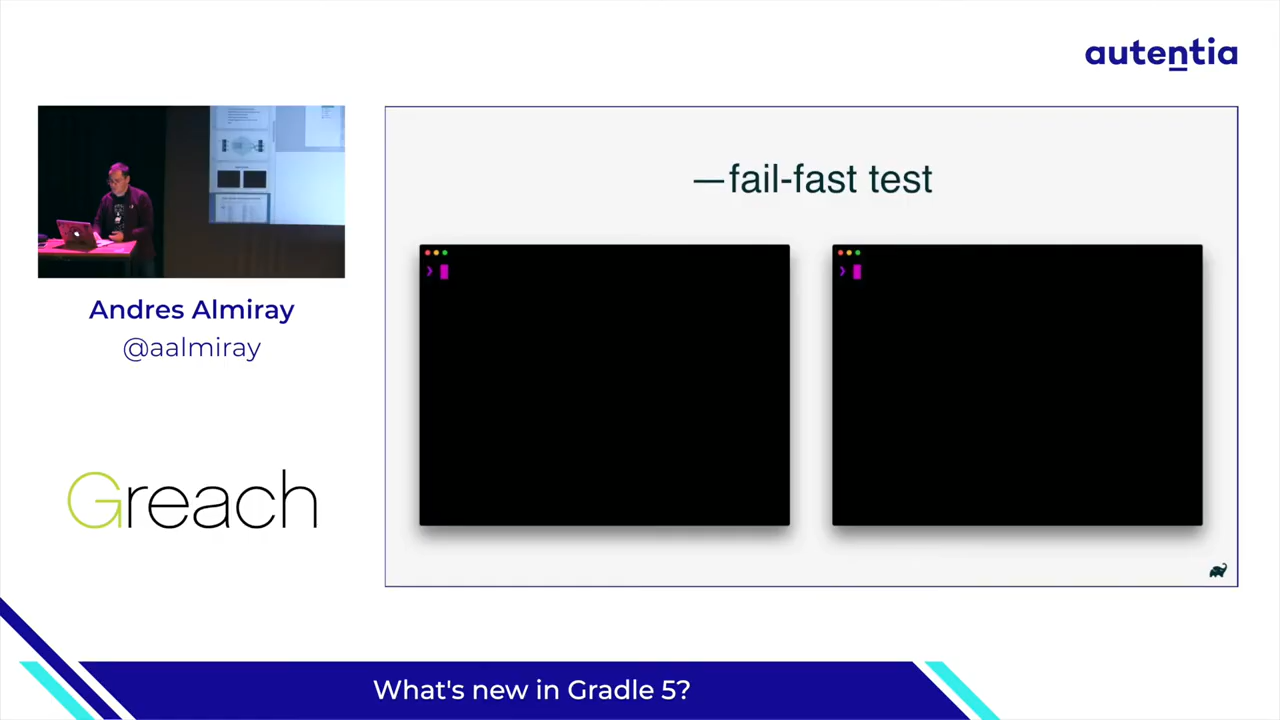 autentia
—fail-fast test
❯
❯
Andres Almiray
@aalmiray
Greach
What's new in Gradle 5?